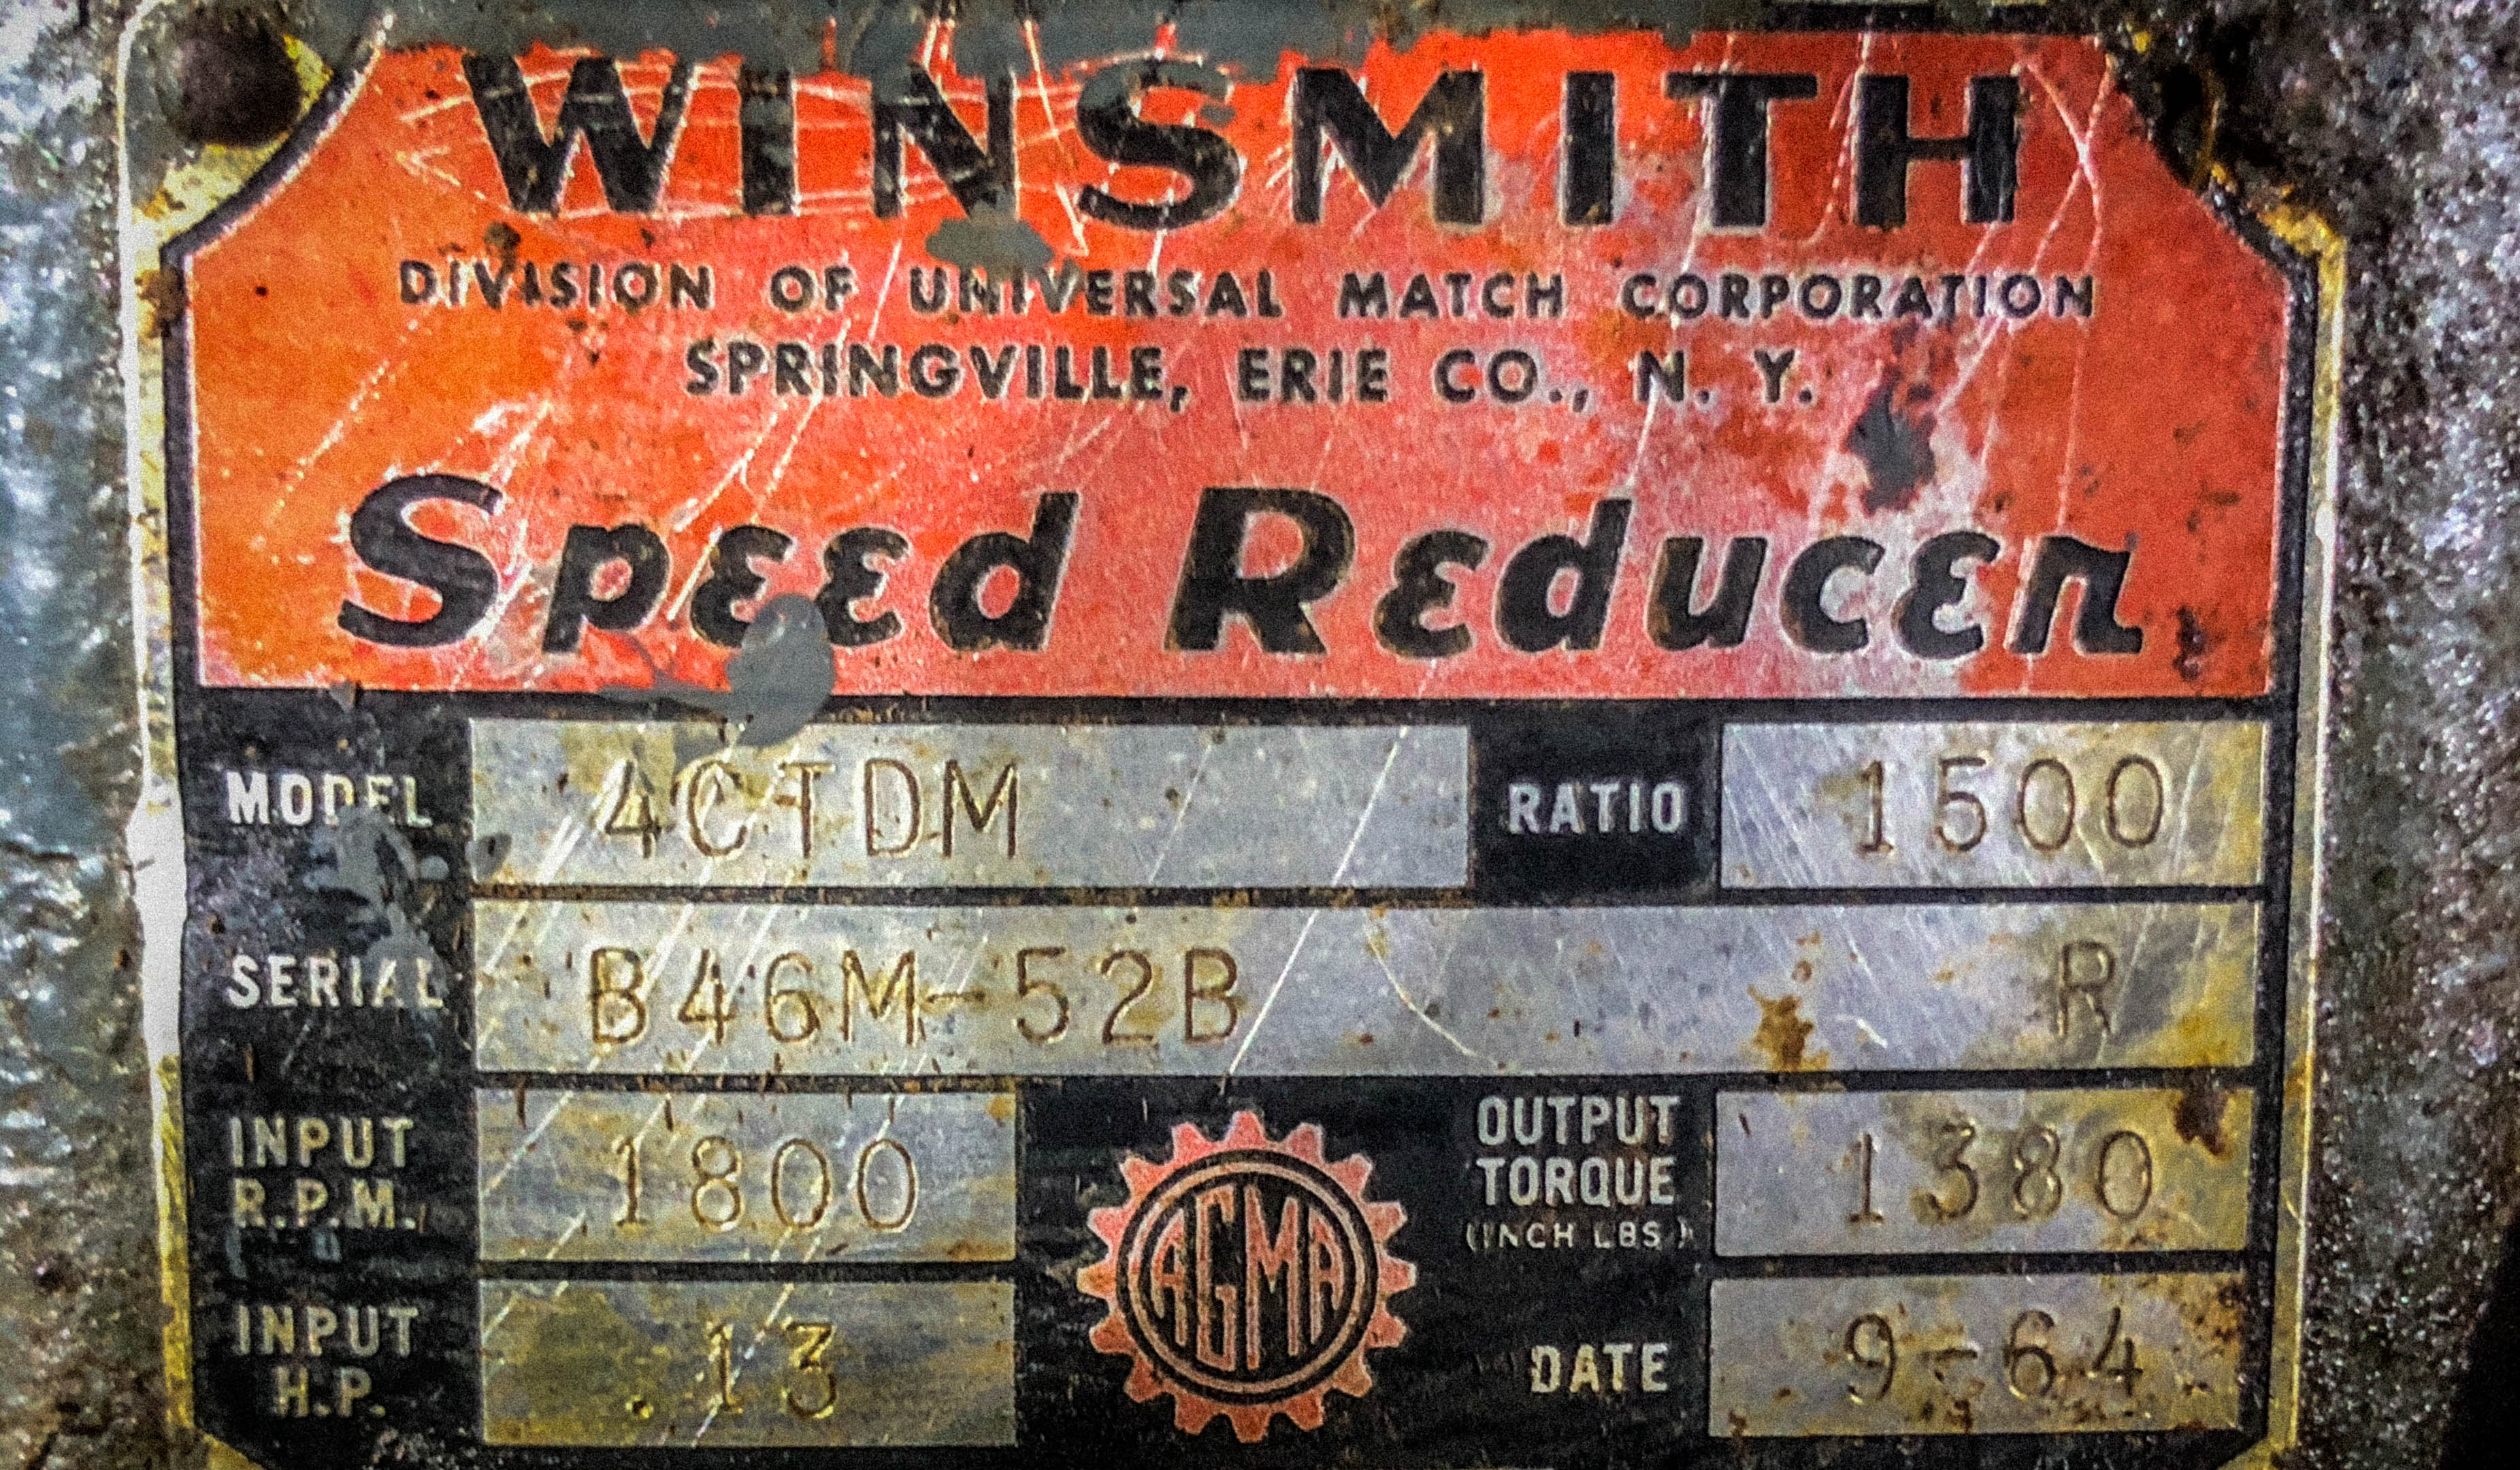 WINSMITH
DIVISION OF UNIVERSAL MATCH CORPORATION
SPRINGVILLE, ERIE CO., N. Y.
Speed Reducer
MODEL 4CTDM RATIO 1500
SERIAL B46M-52B R
INPUT R.P.M. 1800
AGMA
OUTPUT TORQUE (INCH LBS) 1380
INPUT H.P. .13
DATE 9-64